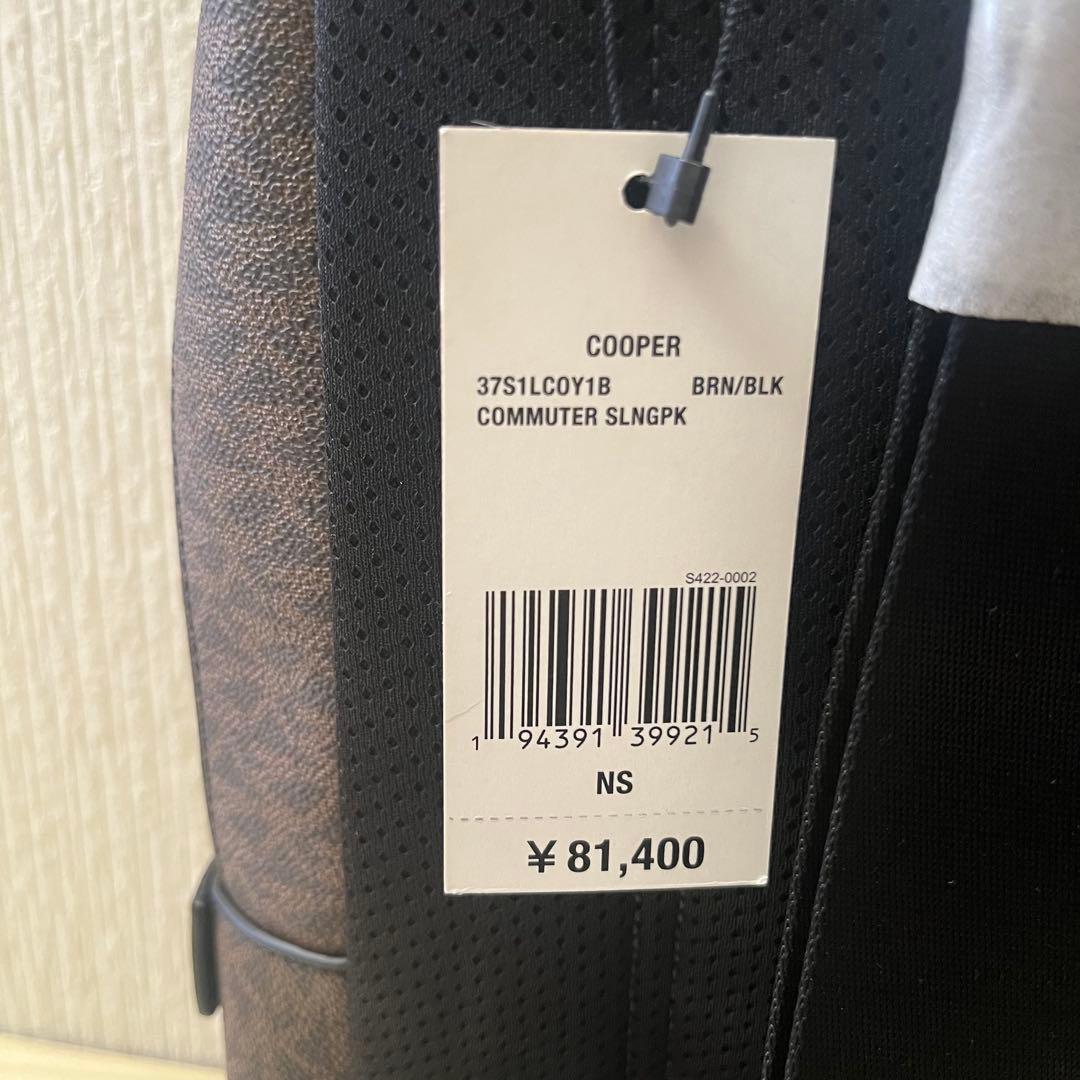 COOPER
37S1LCOY1B BRN/BLK
COMMUTER SLNGPK
S422-0002
1 94391 39921 5
NS
¥81,400